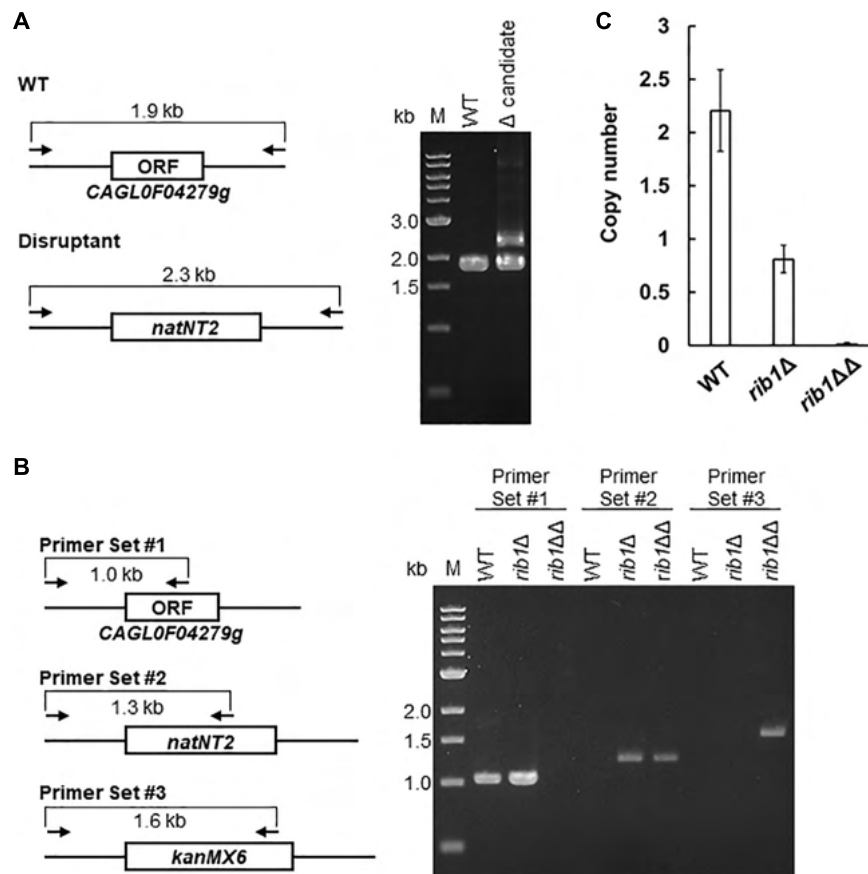 A
WT
1.9 kb
ORF
CAGL0F04279g
Disruptant
2.3 kb
natNT2
kb
M
WT
Δ candidate
3.0
2.0
1.5
C
Copy number
3
2.5
2
1.5
1
0.5
0
WT
rib1Δ
rib1ΔΔ
B
Primer Set #1
1.0 kb
ORF
CAGL0F04279g
Primer Set #2
1.3 kb
natNT2
Primer Set #3
1.6 kb
kanMX6
Primer Set #1
Primer Set #2
Primer Set #3
kb
M
WT
rib1Δ
rib1ΔΔ
WT
rib1Δ
rib1ΔΔ
WT
rib1Δ
rib1ΔΔ
2.0
1.5
1.0